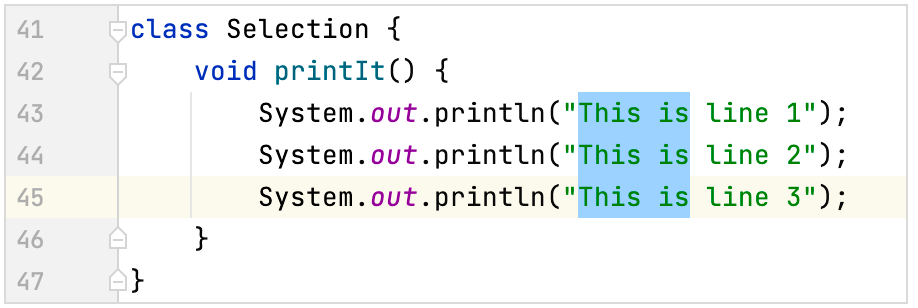 41 class Selection {
42     void printIt() {
43         System.out.println("This is line 1");
44         System.out.println("This is line 2");
45         System.out.println("This is line 3");
46     }
47 }